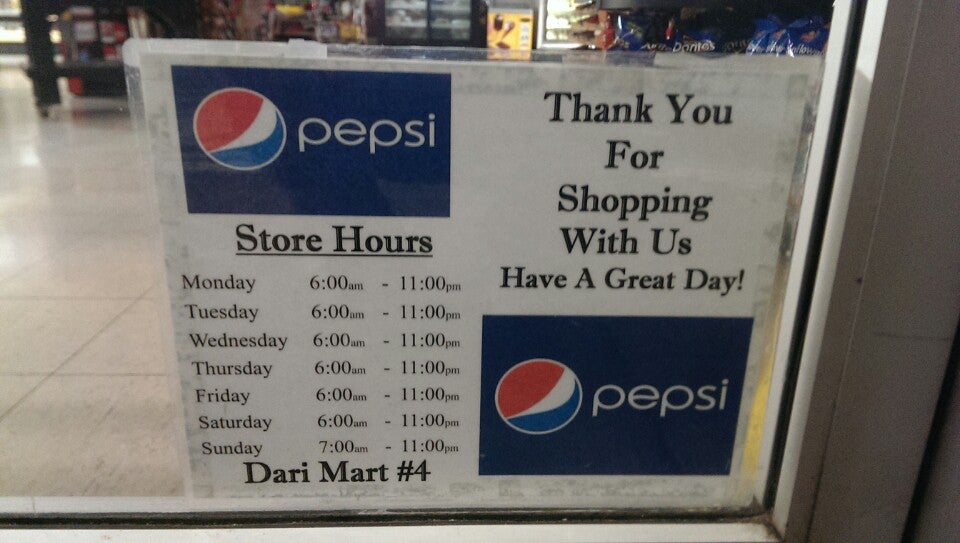 Doritos
pepsi
Store Hours
Monday 6:00am - 11:00pm
Tuesday 6:00am - 11:00pm
Wednesday 6:00am - 11:00pm
Thursday 6:00am - 11:00pm
Friday 6:00am - 11:00pm
Saturday 6:00am - 11:00pm
Sunday 7:00am - 11:00pm
Dari Mart #4
Thank You
For
Shopping
With Us
Have A Great Day!
pepsi